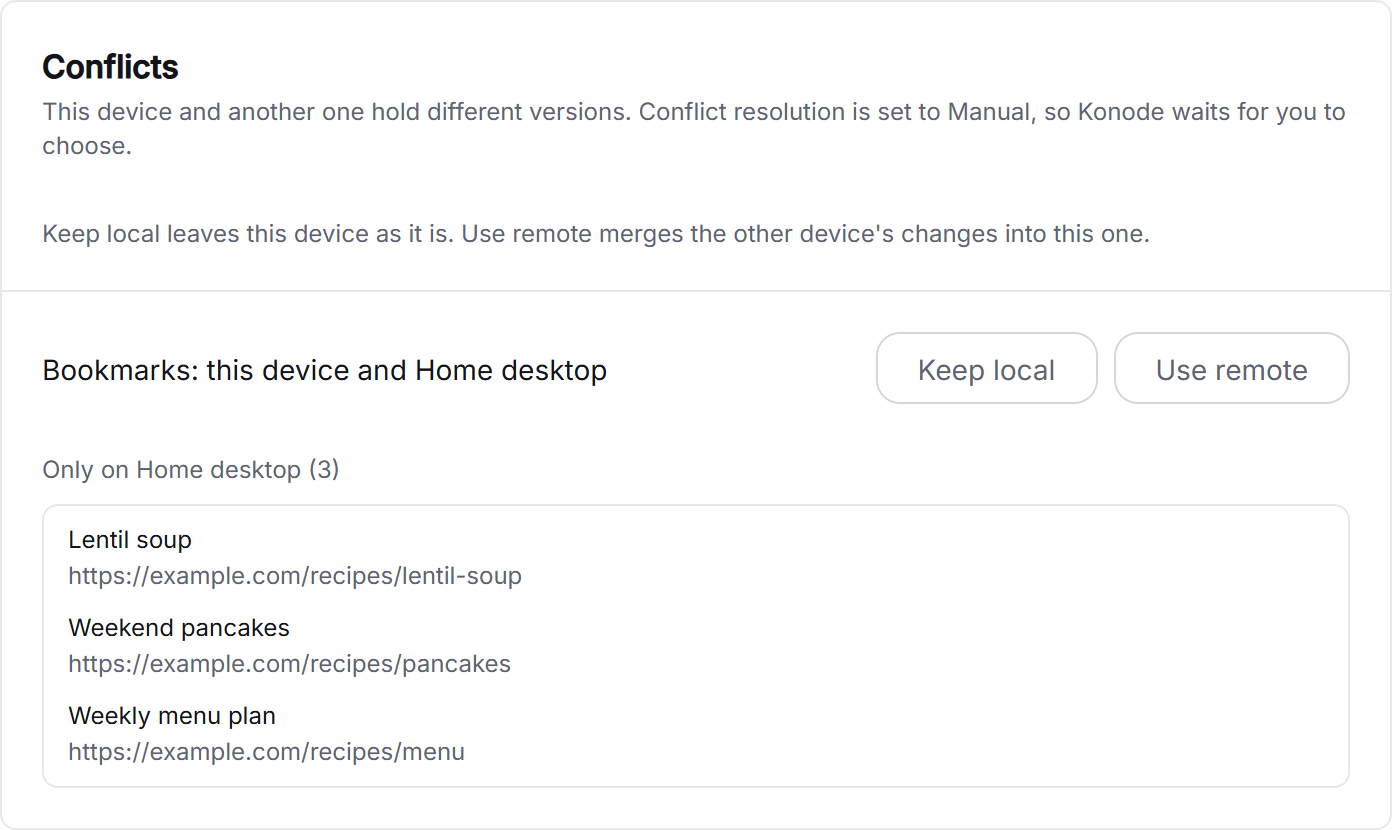 Conflicts
This device and another one hold different versions. Conflict resolution is set to Manual, so Konode waits for you to
choose.
Keep local leaves this device as it is. Use remote merges the other device's changes into this one.
Bookmarks: this device and Home desktop
Keep local
Use remote
Only on Home desktop (3)
Lentil soup
https://example.com/recipes/lentil-soup
Weekend pancakes
https://example.com/recipes/pancakes
Weekly menu plan
https://example.com/recipes/menu